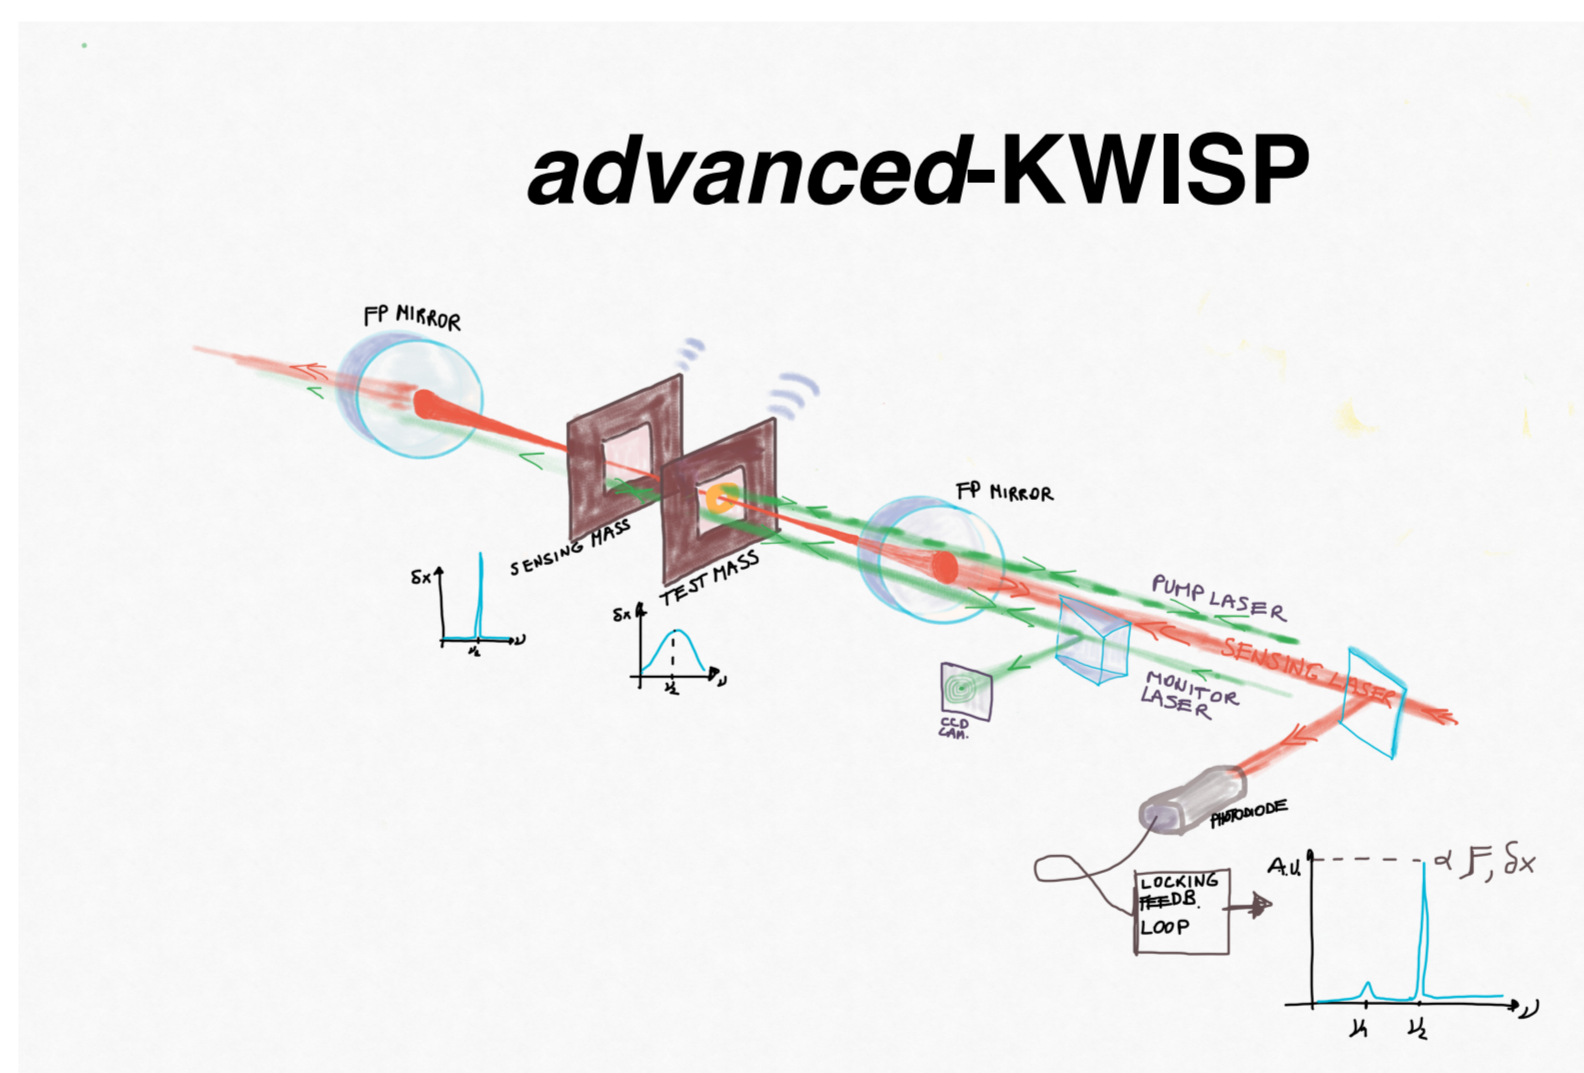 advanced-KWISP
FP MIRROR
FP MIRROR
SENSING MASS
TEST MASS
δx
ν₂
ν
δx
ν₂
ν
PUMP LASER
SENSING LASER
MONITOR
LASER
CCD
CAM.
PHOTODIODE
LOCKING
FEEDB.
LOOP
A.U.
∝ F, δx
ν₁
ν₂
ν